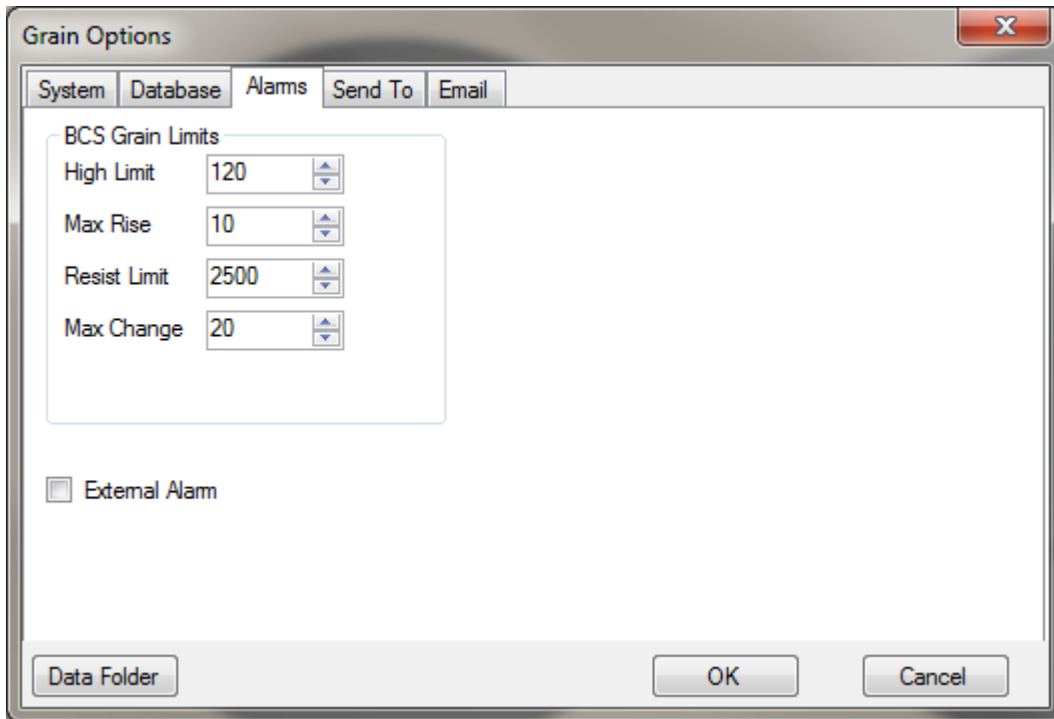 Grain Options
System Database Alarms Send To Email
BCS Grain Limits
High Limit 120
Max Rise 10
Resist Limit 2500
Max Change 20
External Alarm
Data Folder OK Cancel